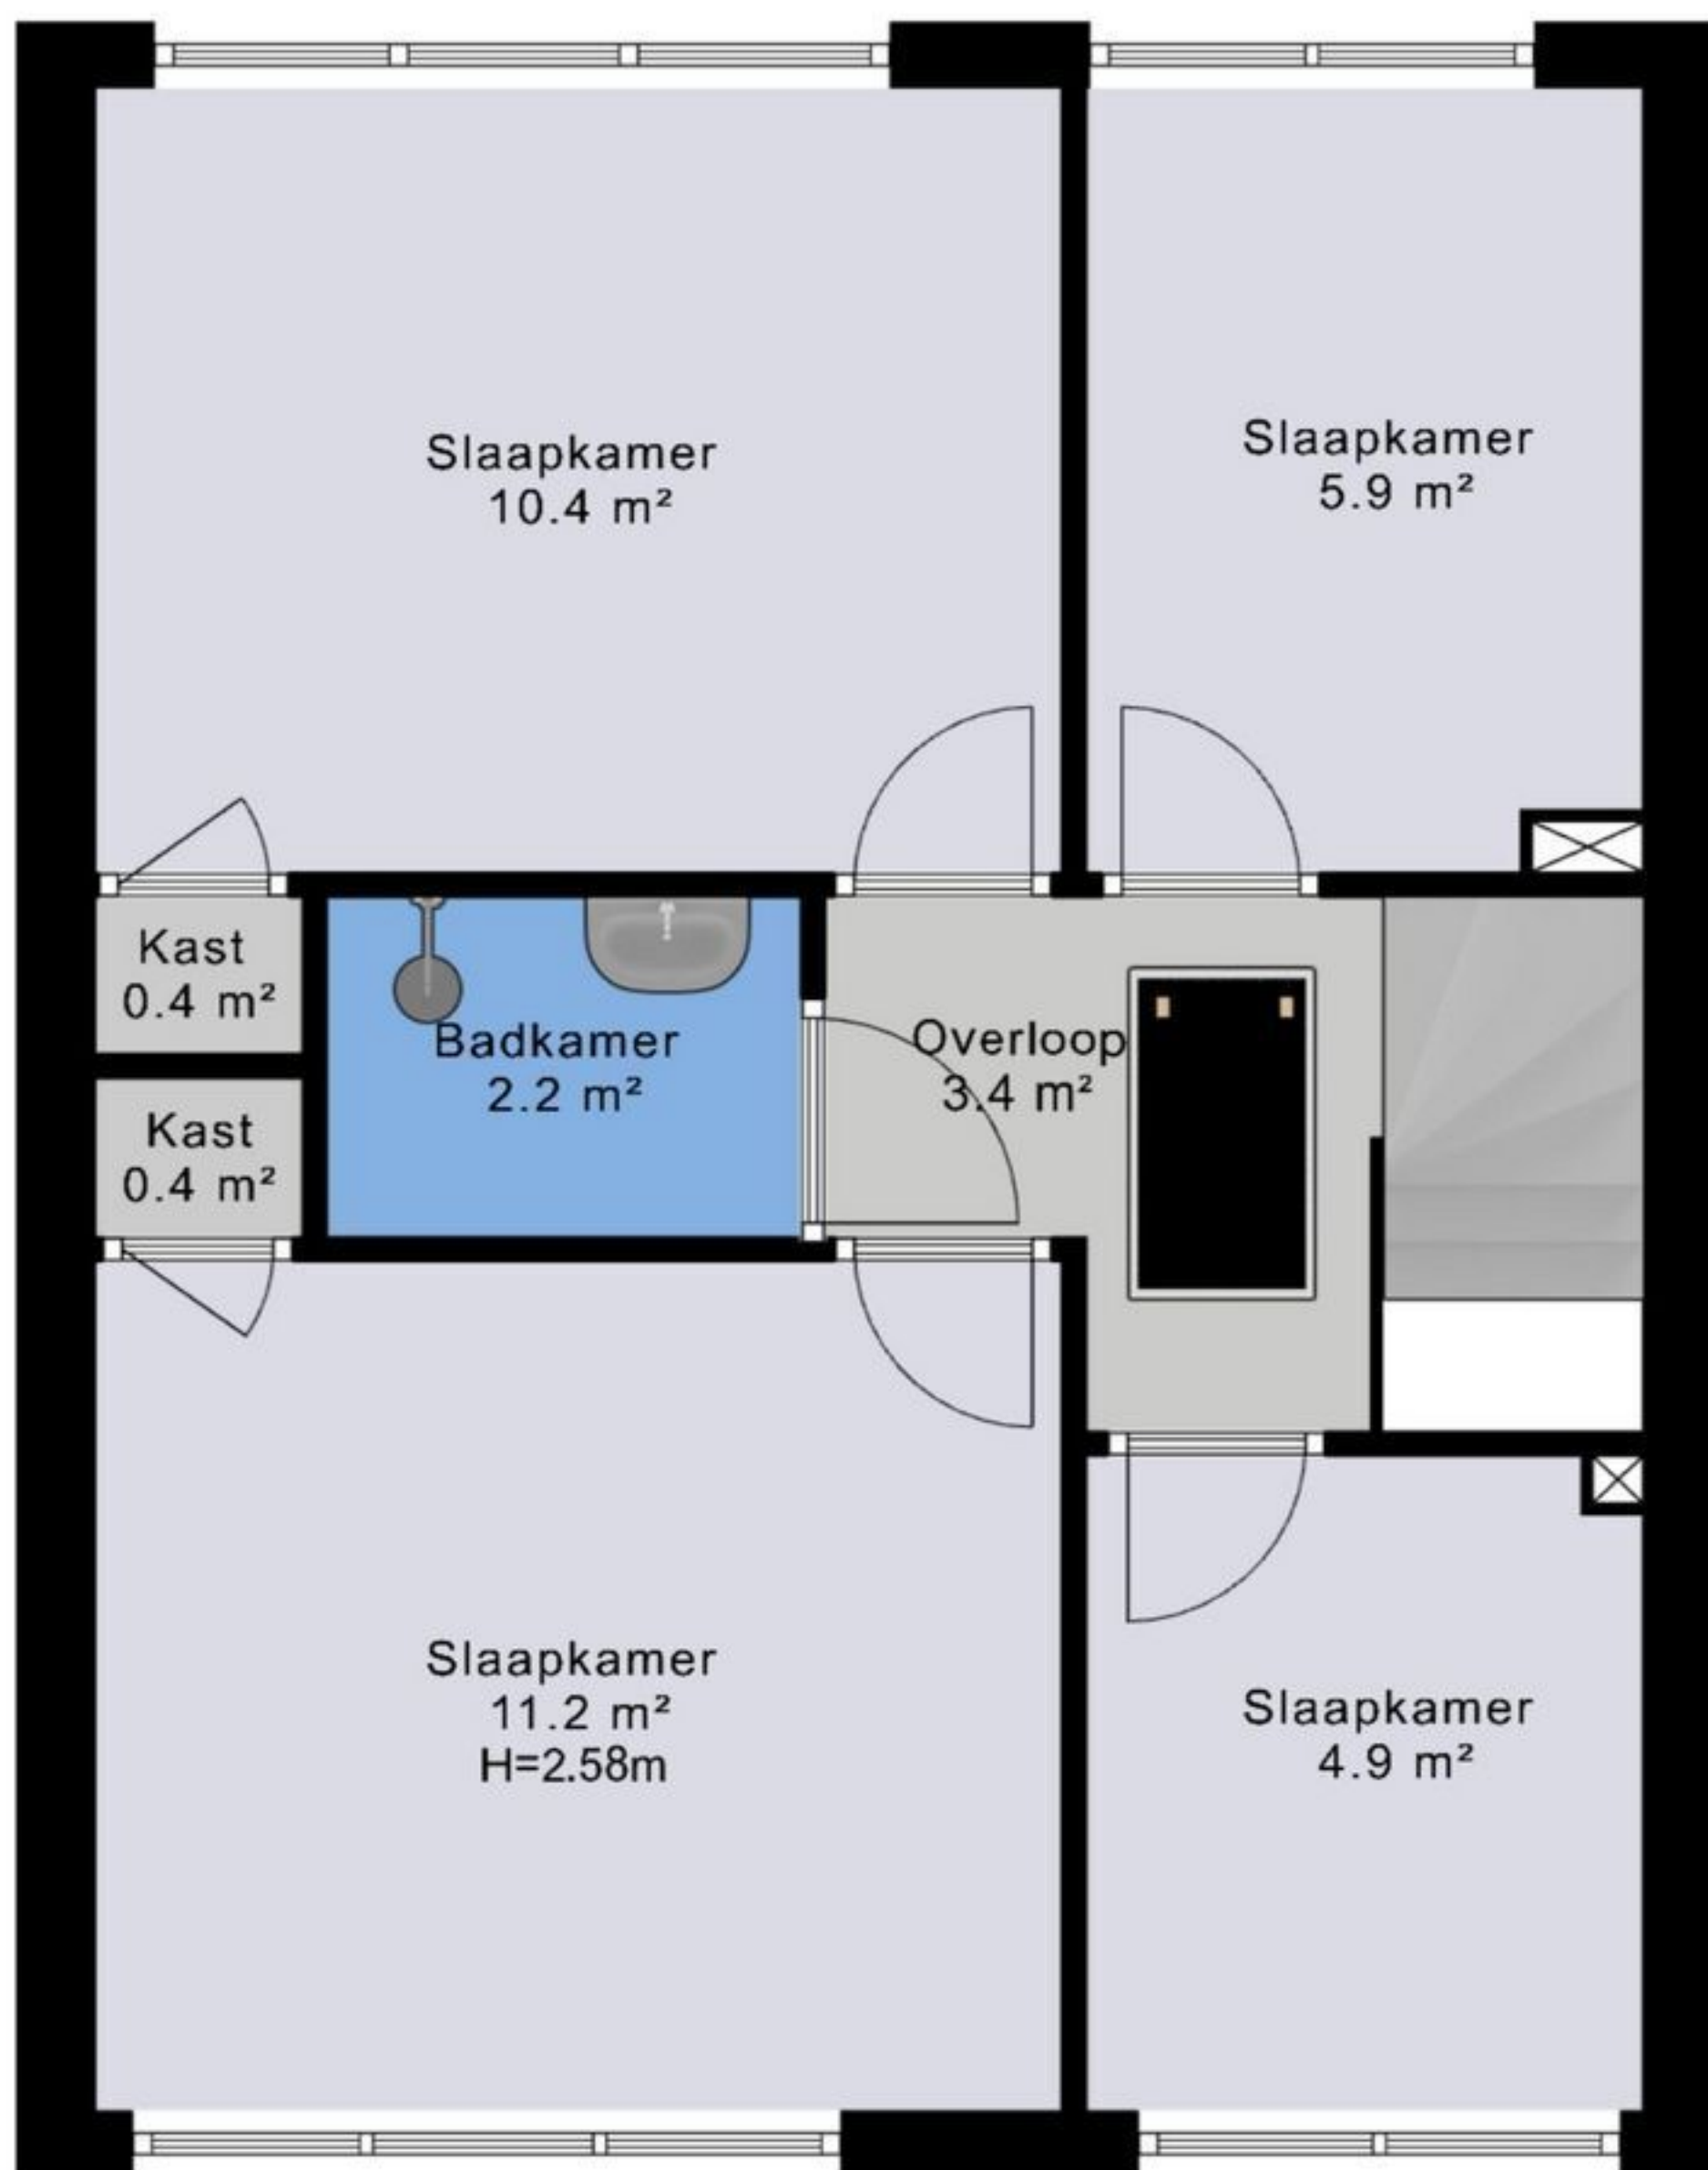 Slaapkamer
10.4 m²
Slaapkamer
5.9 m²
Kast
0.4 m²
Badkamer
2.2 m²
Overloop
3.4 m²
Kast
0.4 m²
Slaapkamer
11.2 m²
H=2.58m
Slaapkamer
4.9 m²